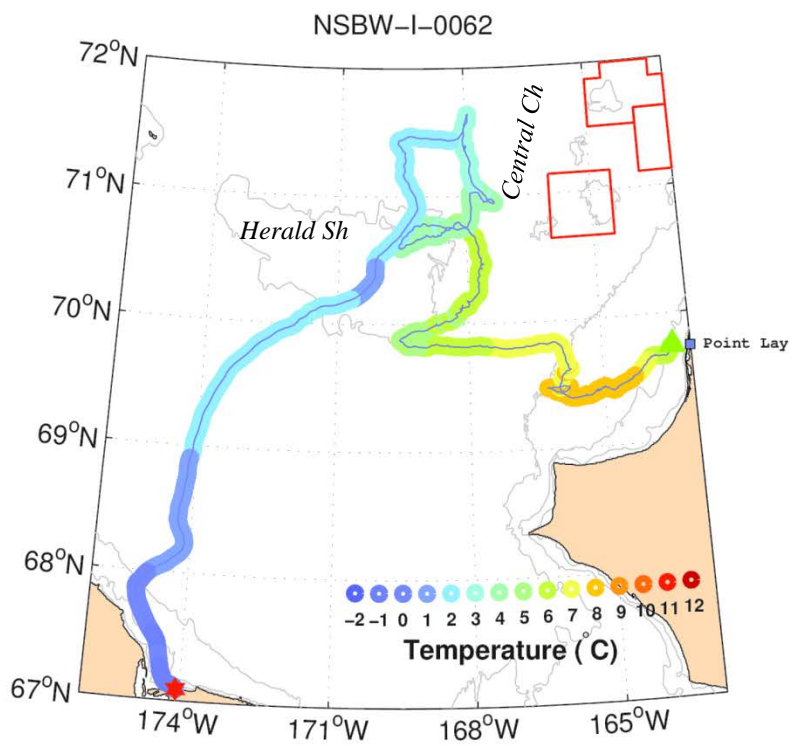 NSBW−I−0062
72°N
Central Ch
71°N
Herald Sh
70°N
Point Lay
69°N
68°N
−2 −1 0 1 2 3 4 5 6 7 8 9 10 11 12
Temperature ( C)
67°N
174°W 171°W 168°W 165°W